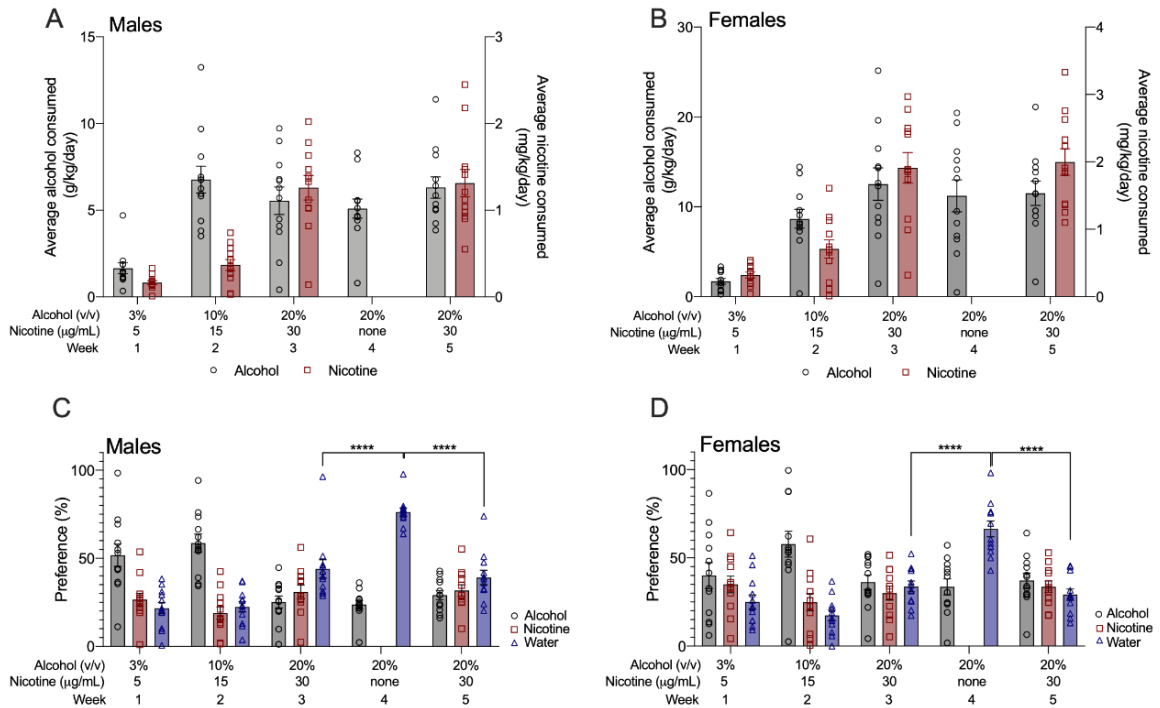 A
Males
15
10
5
0
Average alcohol consumed
(g/kg/day)
3
2
1
0
Average nicotine consumed
(mg/kg/day)
Alcohol (v/v) 3% 10% 20% 20% 20%
Nicotine (μg/mL) 5 15 30 none 30
Week 1 2 3 4 5
Alcohol Nicotine
B
Females
30
20
10
0
Average alcohol consumed
(g/kg/day)
4
3
2
1
0
Average nicotine consumed
(mg/kg/day)
Alcohol (v/v) 3% 10% 20% 20% 20%
Nicotine (μg/mL) 5 15 30 none 30
Week 1 2 3 4 5
Alcohol Nicotine
C
Males
**** ****
100
50
0
Preference (%)
Alcohol
Nicotine
Water
Alcohol (v/v) 3% 10% 20% 20% 20%
Nicotine (μg/mL) 5 15 30 none 30
Week 1 2 3 4 5
D
Females
**** ****
100
50
0
Preference (%)
Alcohol
Nicotine
Water
Alcohol (v/v) 3% 10% 20% 20% 20%
Nicotine (μg/mL) 5 15 30 none 30
Week 1 2 3 4 5